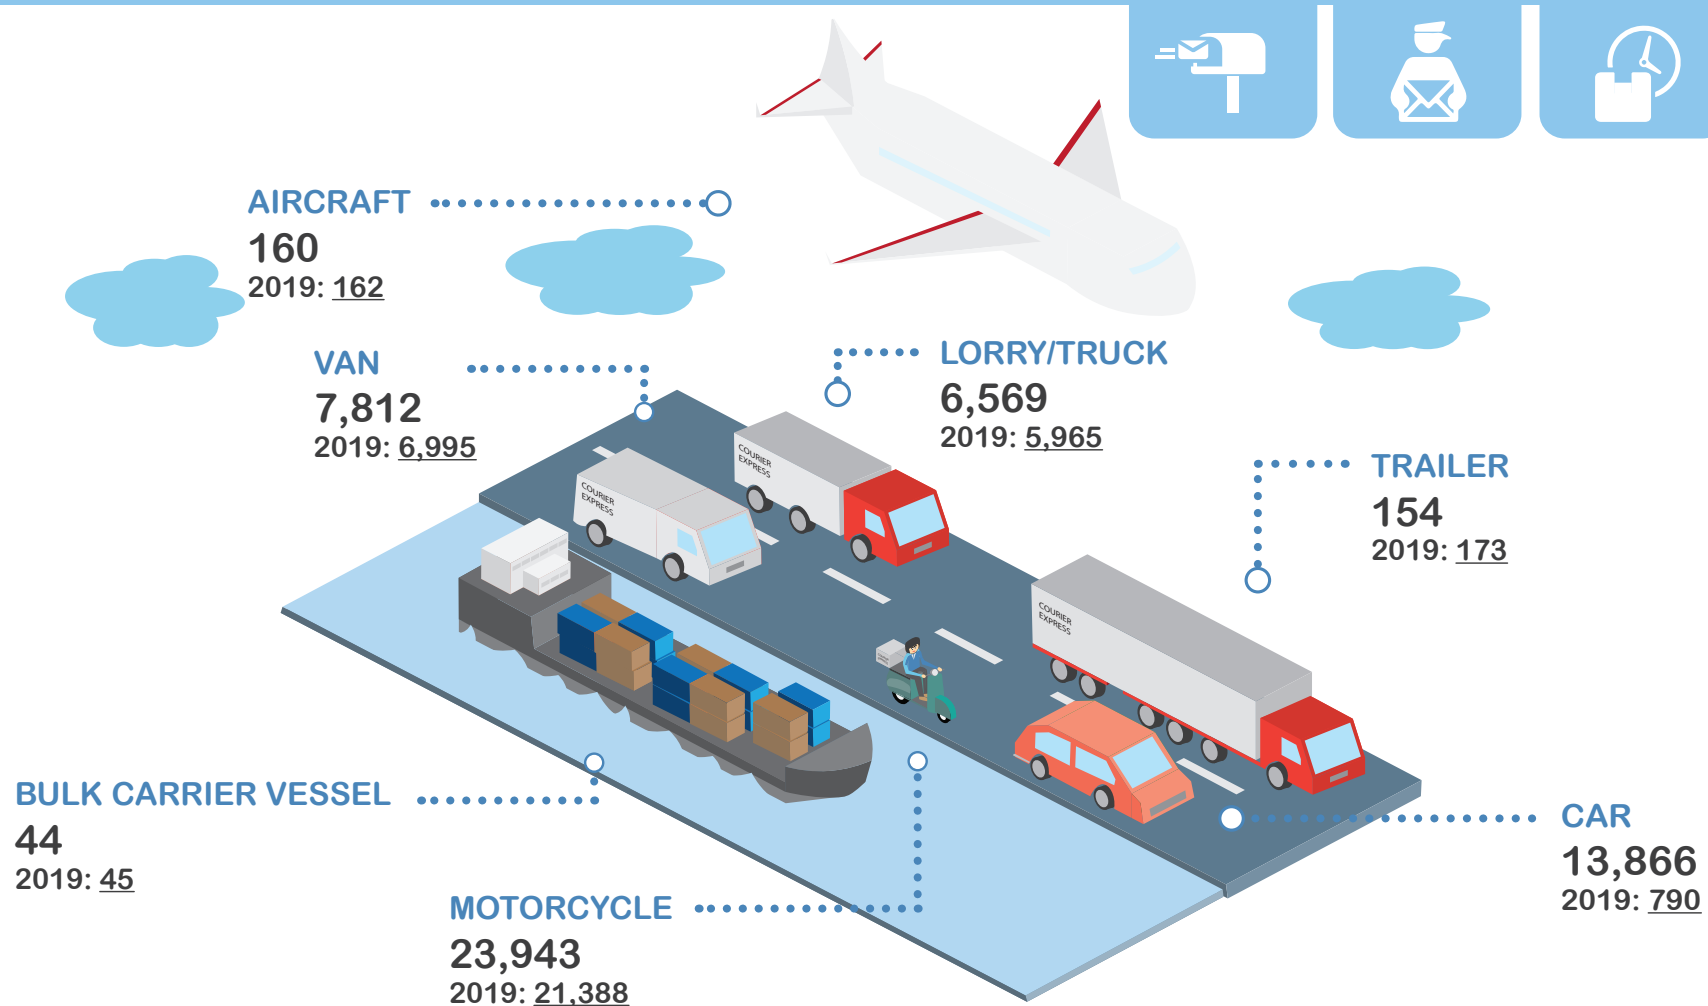 AIRCRAFT
160
2019: 162
VAN
7,812
2019: 6,995
LORRY/TRUCK
6,569
2019: 5,965
TRAILER
154
2019: 173
COURIER
EXPRESS
COURIER
EXPRESS
COURIER
EXPRESS
BULK CARRIER VESSEL
44
2019: 45
MOTORCYCLE
23,943
2019: 21,388
CAR
13,866
2019: 790